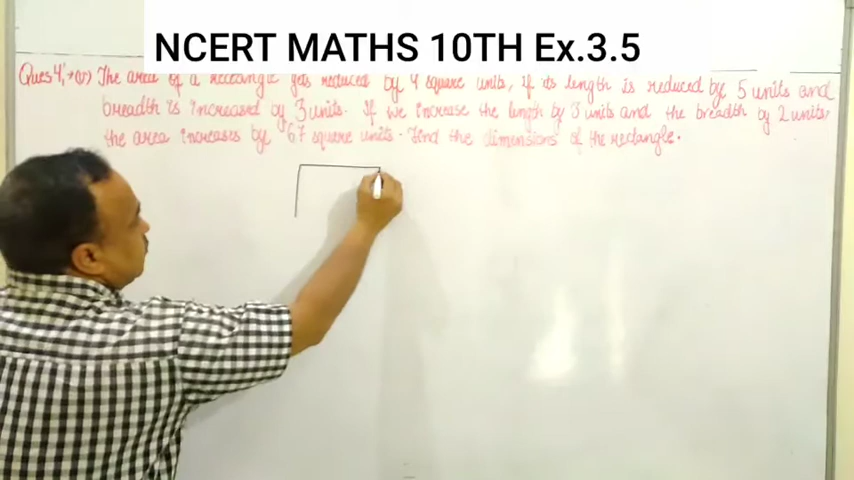 NCERT MATHS 10TH Ex.3.5
Ques 4,→(v) The area of a rectangle gets reduced by 9 square units, if its length is reduced by 5 units and
breadth is increased by 3 units. If we increase the length by 3 units and the breadth by 2 units,
the area increases by 67 square units. Find the dimensions of the rectangle.